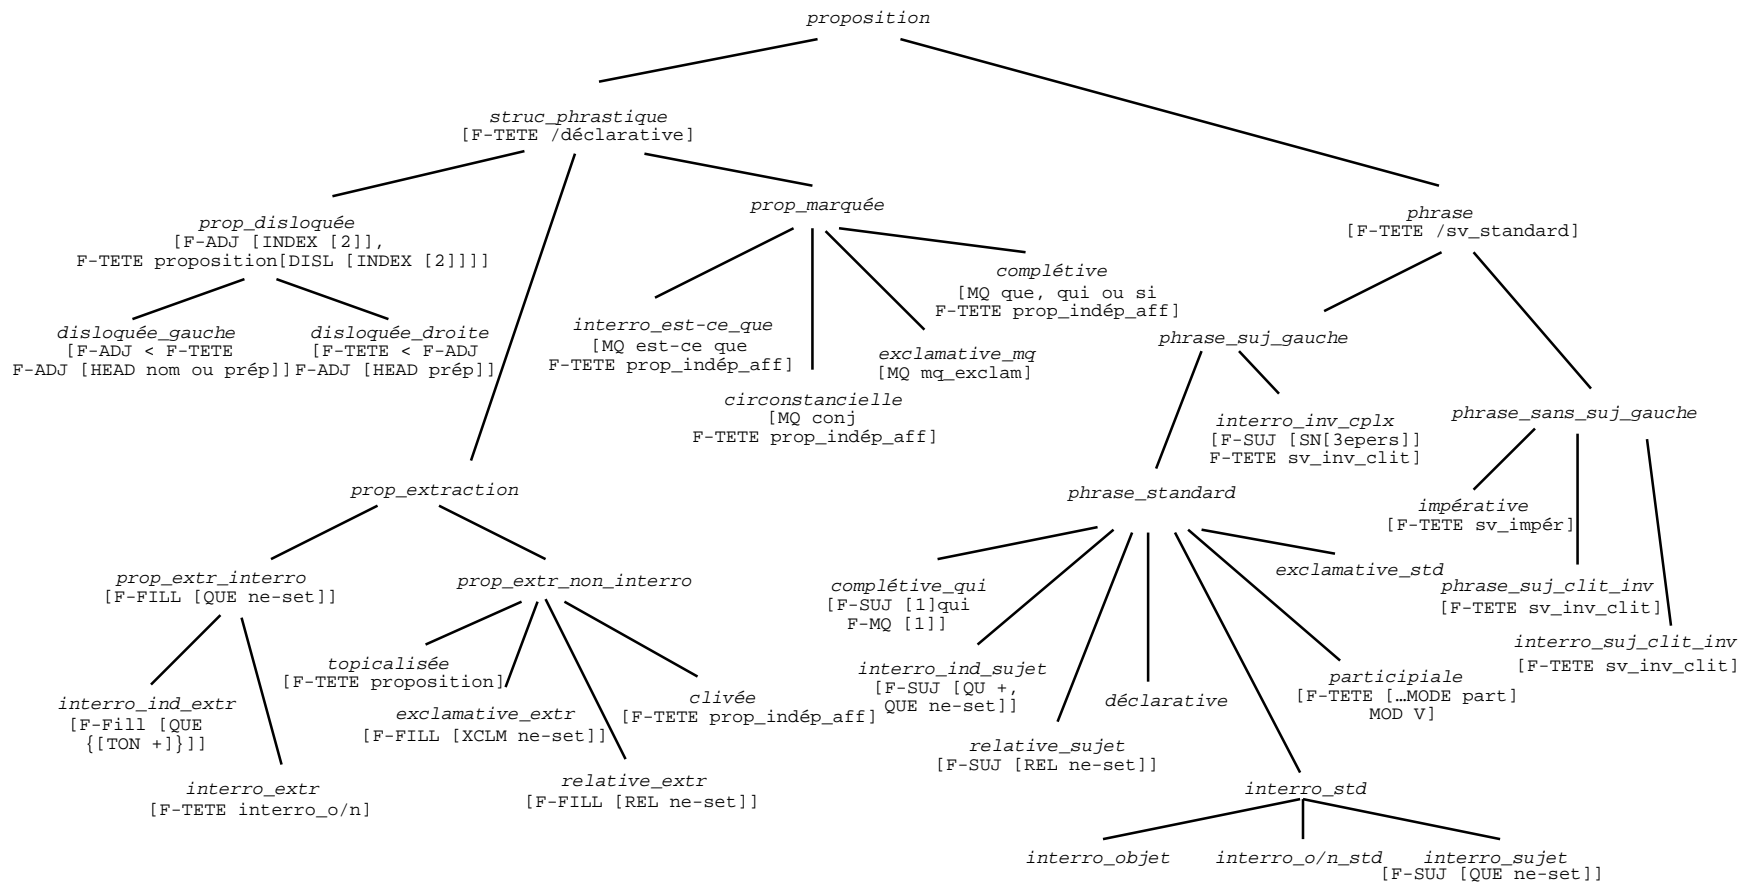 proposition
struc_phrastique
[F-TETE /déclarative]
prop_disloquée
[F-ADJ [INDEX [2]],
F-TETE proposition[DISL [INDEX [2]]]]
prop_marquée
phrase
[F-TETE /sv_standard]
disloquée_gauche
[F-ADJ < F-TETE
F-ADJ [HEAD nom ou prép]]
disloquée_droite
[F-TETE < F-ADJ
F-ADJ [HEAD prép]]
interro_est-ce_que
[MQ est-ce que
F-TETE prop_indép_aff]
complétive
[MQ que, qui ou si
F-TETE prop_indép_aff]
exclamative_mq
[MQ mq_exclam]
circonstancielle
[MQ conj
F-TETE prop_indép_aff]
phrase_suj_gauche
interro_inv_cplx
[F-SUJ [SN[3epers]]
F-TETE sv_inv_clit]
phrase_sans_suj_gauche
prop_extraction
phrase_standard
impérative
[F-TETE sv_impér]
prop_extr_interro
[F-FILL [QUE ne-set]]
prop_extr_non_interro
complétive_qui
[F-SUJ [1]qui
F-MQ [1]]
exclamative_std
phrase_suj_clit_inv
[F-TETE sv_inv_clit]
interro_suj_clit_inv
[F-TETE sv_inv_clit]
topicalisée
[F-TETE proposition]
interro_ind_extr
[F-Fill [QUE
{[TON +]}]]
exclamative_extr
[F-FILL [XCLM ne-set]]
clivée
[F-TETE prop_indép_aff]
interro_ind_sujet
[F-SUJ [QU +,
QUE ne-set]]
déclarative
participiale
[F-TETE […MODE part]
MOD V]
relative_sujet
[F-SUJ [REL ne-set]]
interro_extr
[F-TETE interro_o/n]
relative_extr
[F-FILL [REL ne-set]]
interro_std
interro_objet
interro_o/n_std
interro_sujet
[F-SUJ [QUE ne-set]]